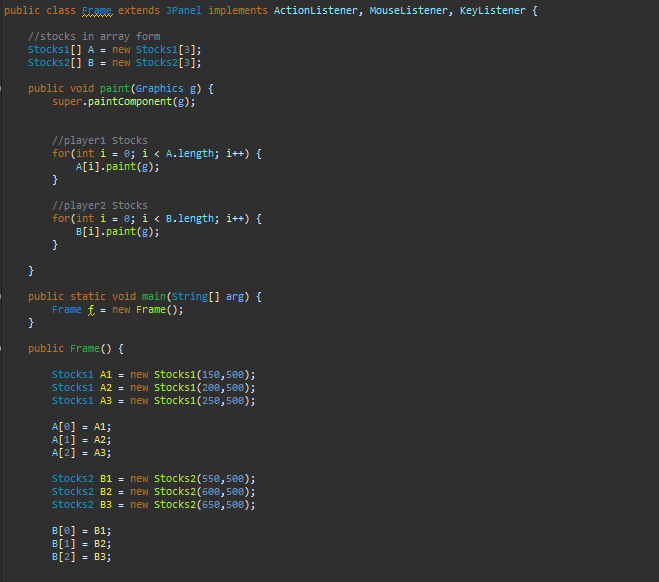 public class Frame extends JPanel implements ActionListener, MouseListener, KeyListener {
//stocks in array form
Stocks1[] A = new Stocks1[3];
Stocks2[] B = new Stocks2[3];
public void paint(Graphics g) {
super.paintComponent(g);
//player1 Stocks
for(int i = 0; i < A.length; i++) {
A[i].paint(g);
}
//player2 Stocks
for(int i = 0; i < B.length; i++) {
B[i].paint(g);
}
}
public static void main(String[] arg) {
Frame f = new Frame();
}
public Frame() {
Stocks1 A1 = new Stocks1(150,500);
Stocks1 A2 = new Stocks1(200,500);
Stocks1 A3 = new Stocks1(250,500);
A[0] = A1;
A[1] = A2;
A[2] = A3;
Stocks2 B1 = new Stocks2(550,500);
Stocks2 B2 = new Stocks2(600,500);
Stocks2 B3 = new Stocks2(650,500);
B[0] = B1;
B[1] = B2;
B[2] = B3;